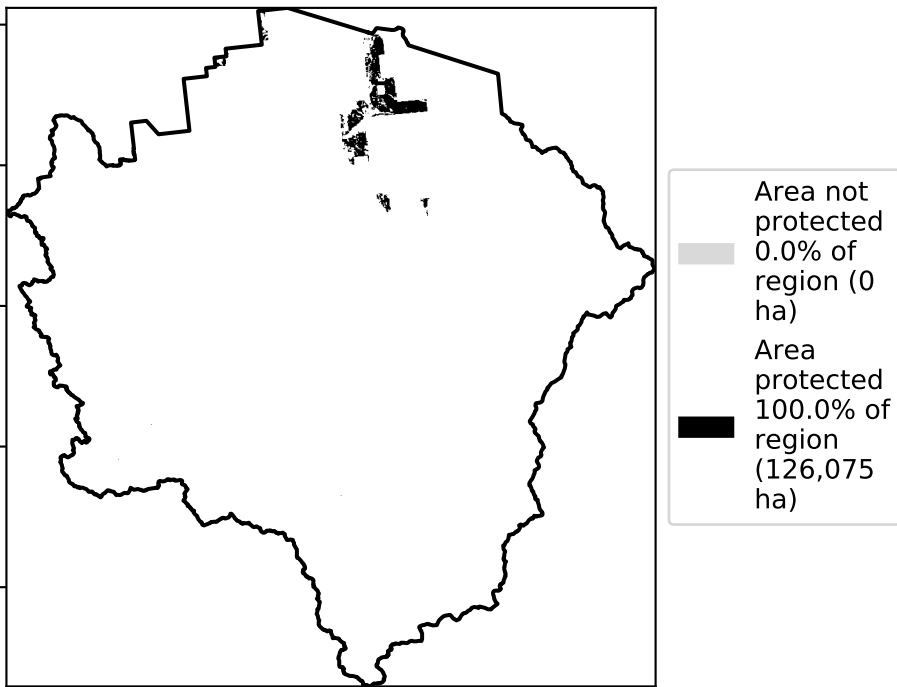 Area not
protected
0.0% of
region (0
ha)
Area
protected
100.0% of
region
(126,075
ha)